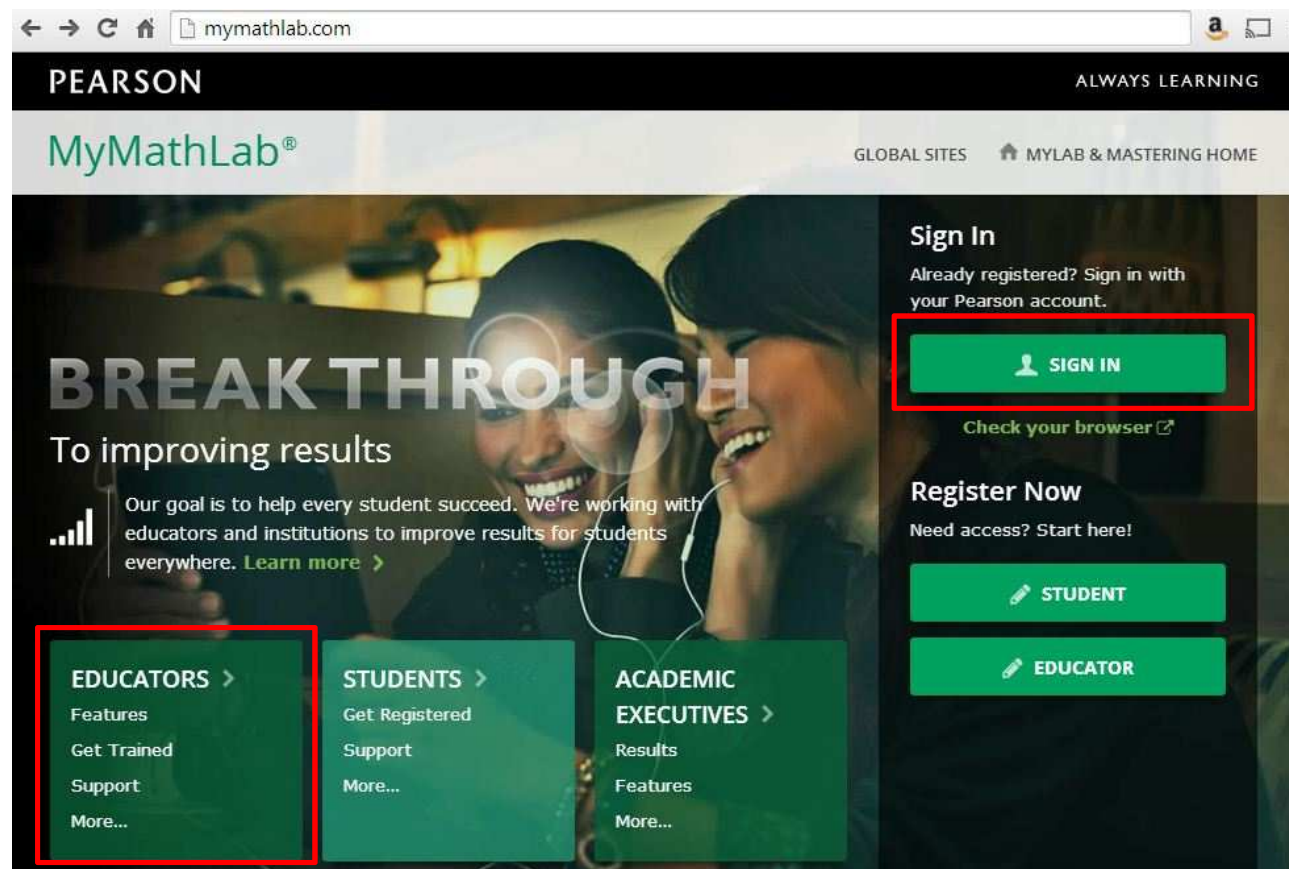 mymathlab.com
PEARSON
ALWAYS LEARNING
MyMathLab®
GLOBAL SITES
MYLAB & MASTERING HOME
BREAKTHROUGH
To improving results
Our goal is to help every student succeed. We're working with
educators and institutions to improve results for students
everywhere. Learn more >
Sign In
Already registered? Sign in with
your Pearson account.
SIGN IN
Check your browser
Register Now
Need access? Start here!
STUDENT
EDUCATOR
EDUCATORS >
Features
Get Trained
Support
More...
STUDENTS >
Get Registered
Support
More...
ACADEMIC
EXECUTIVES >
Results
Features
More...